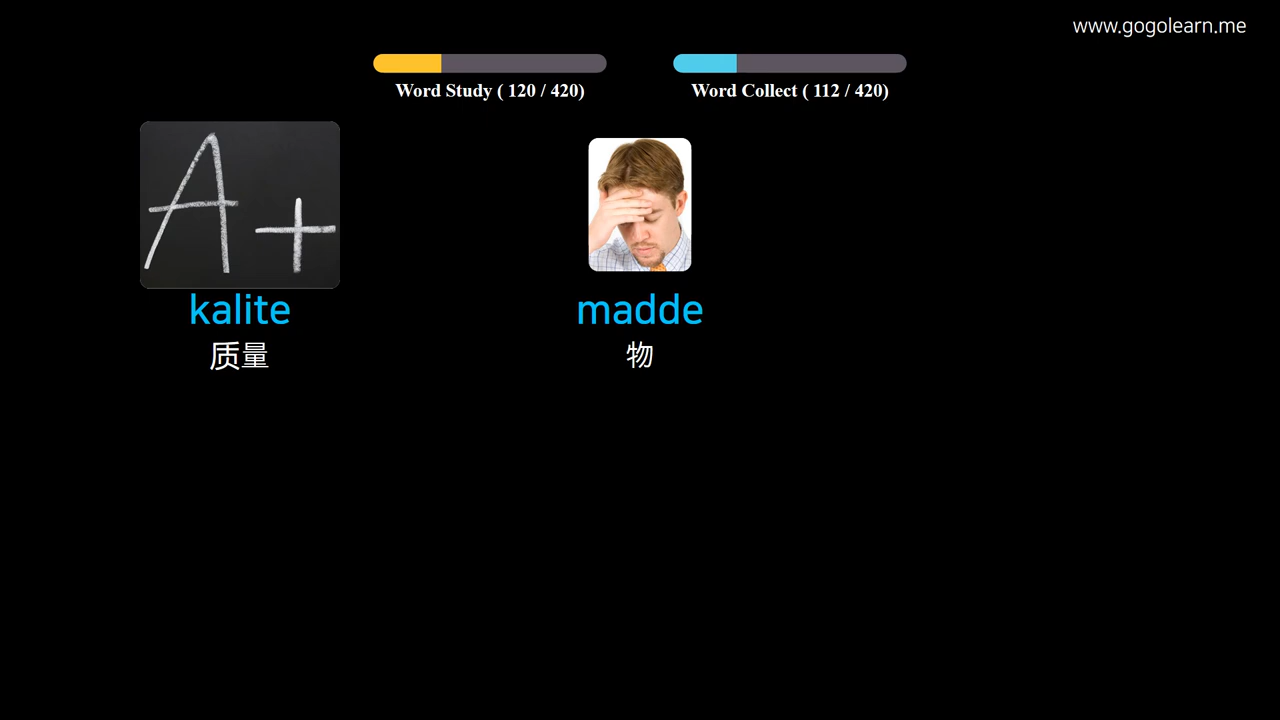 www.gogolearn.me
Word Study ( 120 / 420)
Word Collect ( 112 / 420)
A+
kalite
质量
madde
物